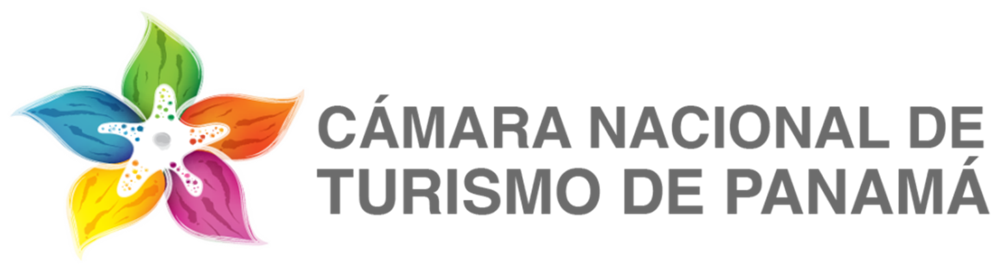 CÁMARA NACIONAL DE
TURISMO DE PANAMÁ